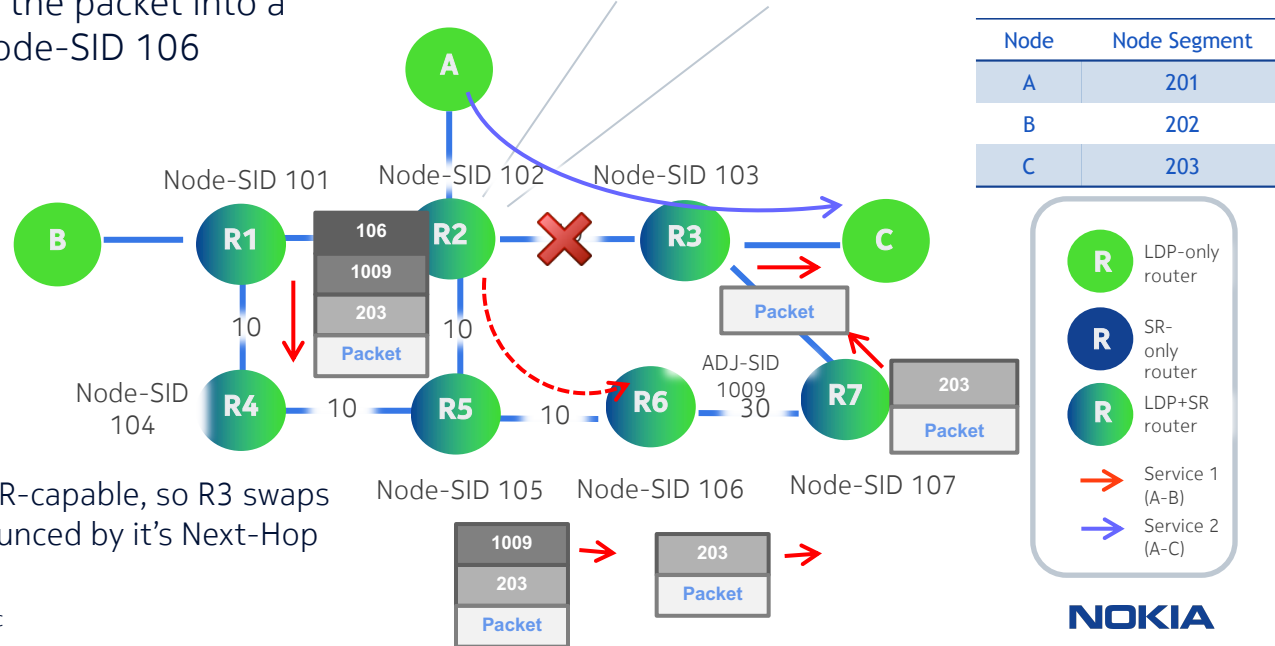 the packet into a
ode-SID 106
Node Node Segment
A 201
B 202
C 203
A
Node-SID 101
Node-SID 102
Node-SID 103
B
R1
R2
R3
C
106
1009
203
Packet
10
10
Packet
ADJ-SID
1009
30
203
Packet
Node-SID
104
R4
10
R5
10
R6
R7
R
LDP-only
router
R
SR-
only
router
R
LDP+SR
router
Service 1
(A-B)
Service 2
(A-C)
R-capable, so R3 swaps
unced by it's Next-Hop
Node-SID 105
Node-SID 106
Node-SID 107
1009
203
Packet
203
Packet
c
NOKIA